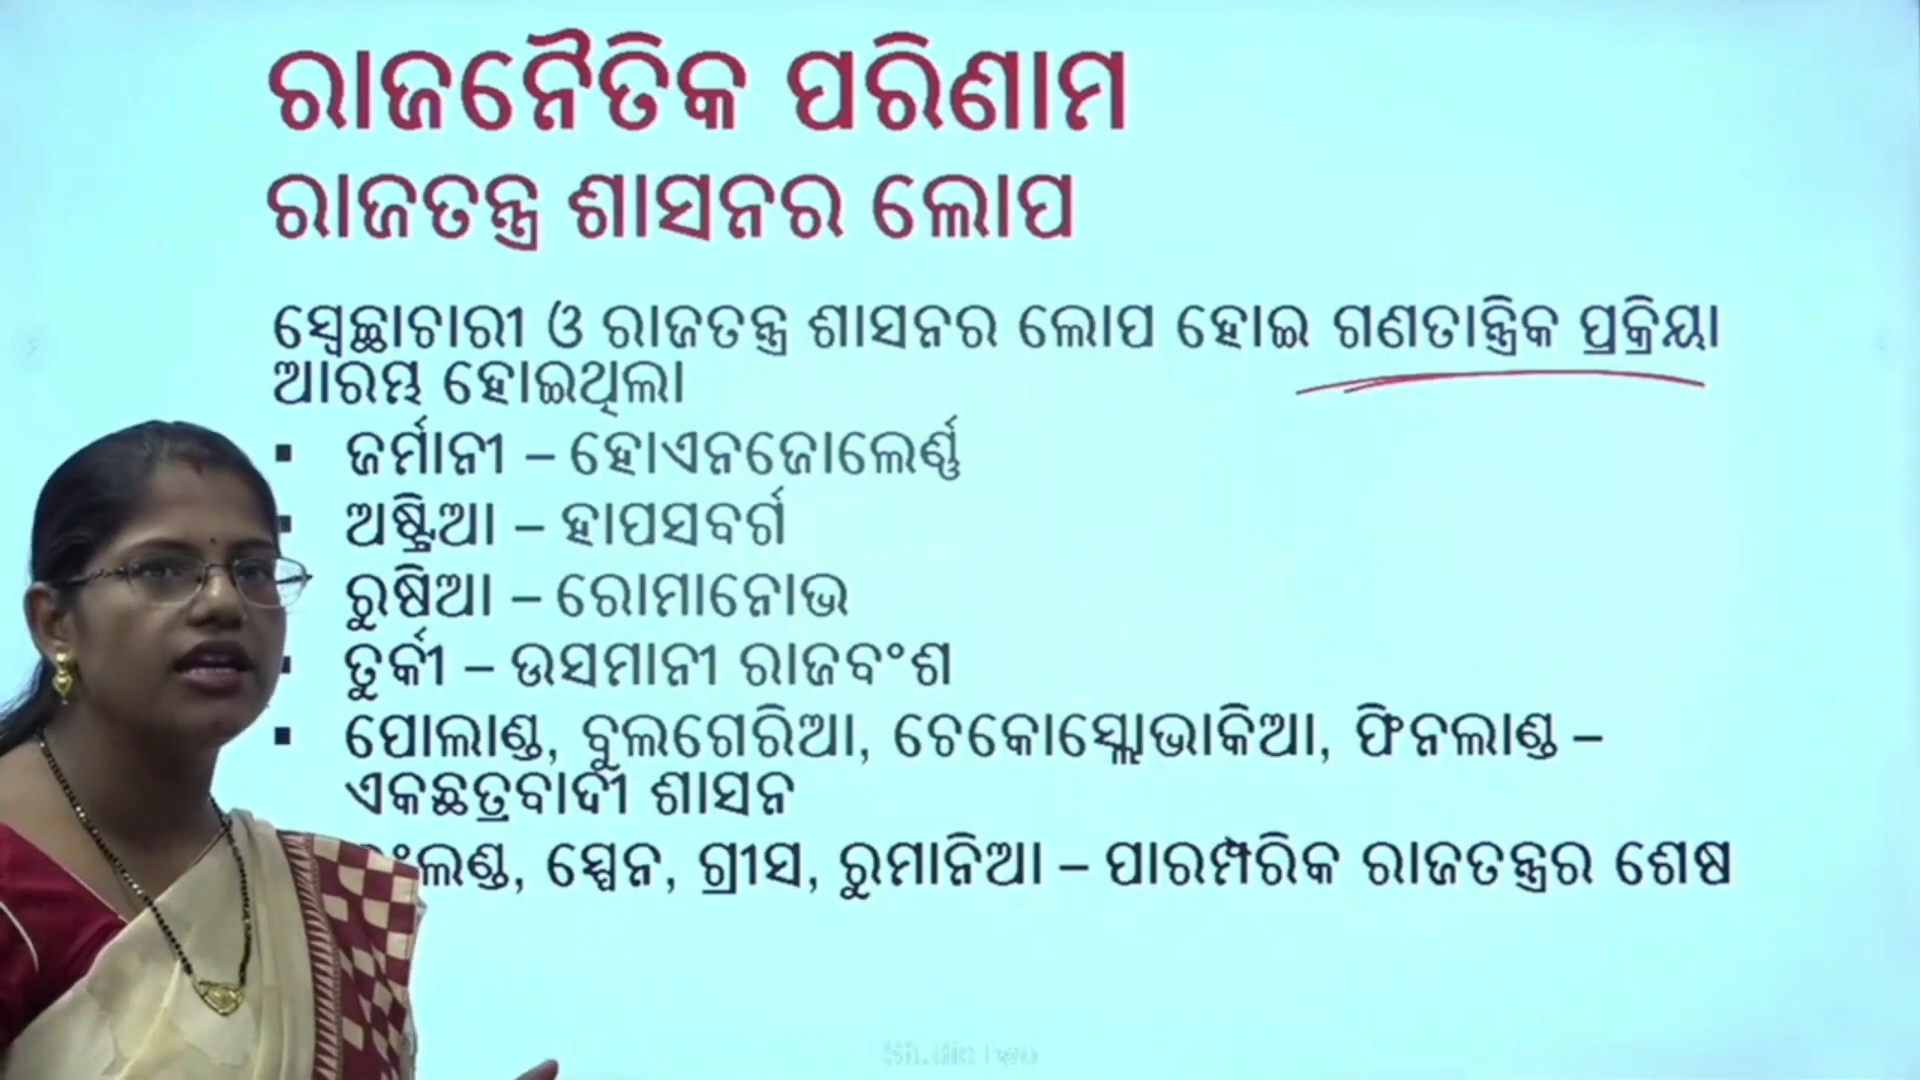 ରାଜନୈତିକ ପରିଣାମ
ରାଜତନ୍ତ୍ର ଶାସନର ଲୋପ
ସ୍ୱେଚ୍ଛାଚାରୀ ଓ ରାଜତନ୍ତ୍ର ଶାସନର ଲୋପ ହୋଇ ଗଣତାନ୍ତ୍ରିକ ପ୍ରକ୍ରିୟା
ଆରମ୍ଭ ହୋଇଥିଲା
▪ ଜର୍ମାନୀ – ହୋଏନଜୋଲେର୍ଣ୍ଣ
▪ ଅଷ୍ଟ୍ରିଆ – ହାପସବର୍ଗ
ରୁଷିଆ – ରୋମାନୋଭ
▪ ତୁର୍କୀ – ଉସମାନୀ ରାଜବଂଶ
▪ ପୋଲାଣ୍ଡ, ବୁଲଗେରିଆ, ଚେକୋସ୍ଲୋଭାକିଆ, ଫିନଲାଣ୍ଡ –
ଏକଛତ୍ରବାଦୀ ଶାସନ
ସ୍ପେନ, ଗ୍ରୀସ, ରୁମାନିଆ – ପାରମ୍ପରିକ ରାଜତନ୍ତ୍ରର ଶେଷ